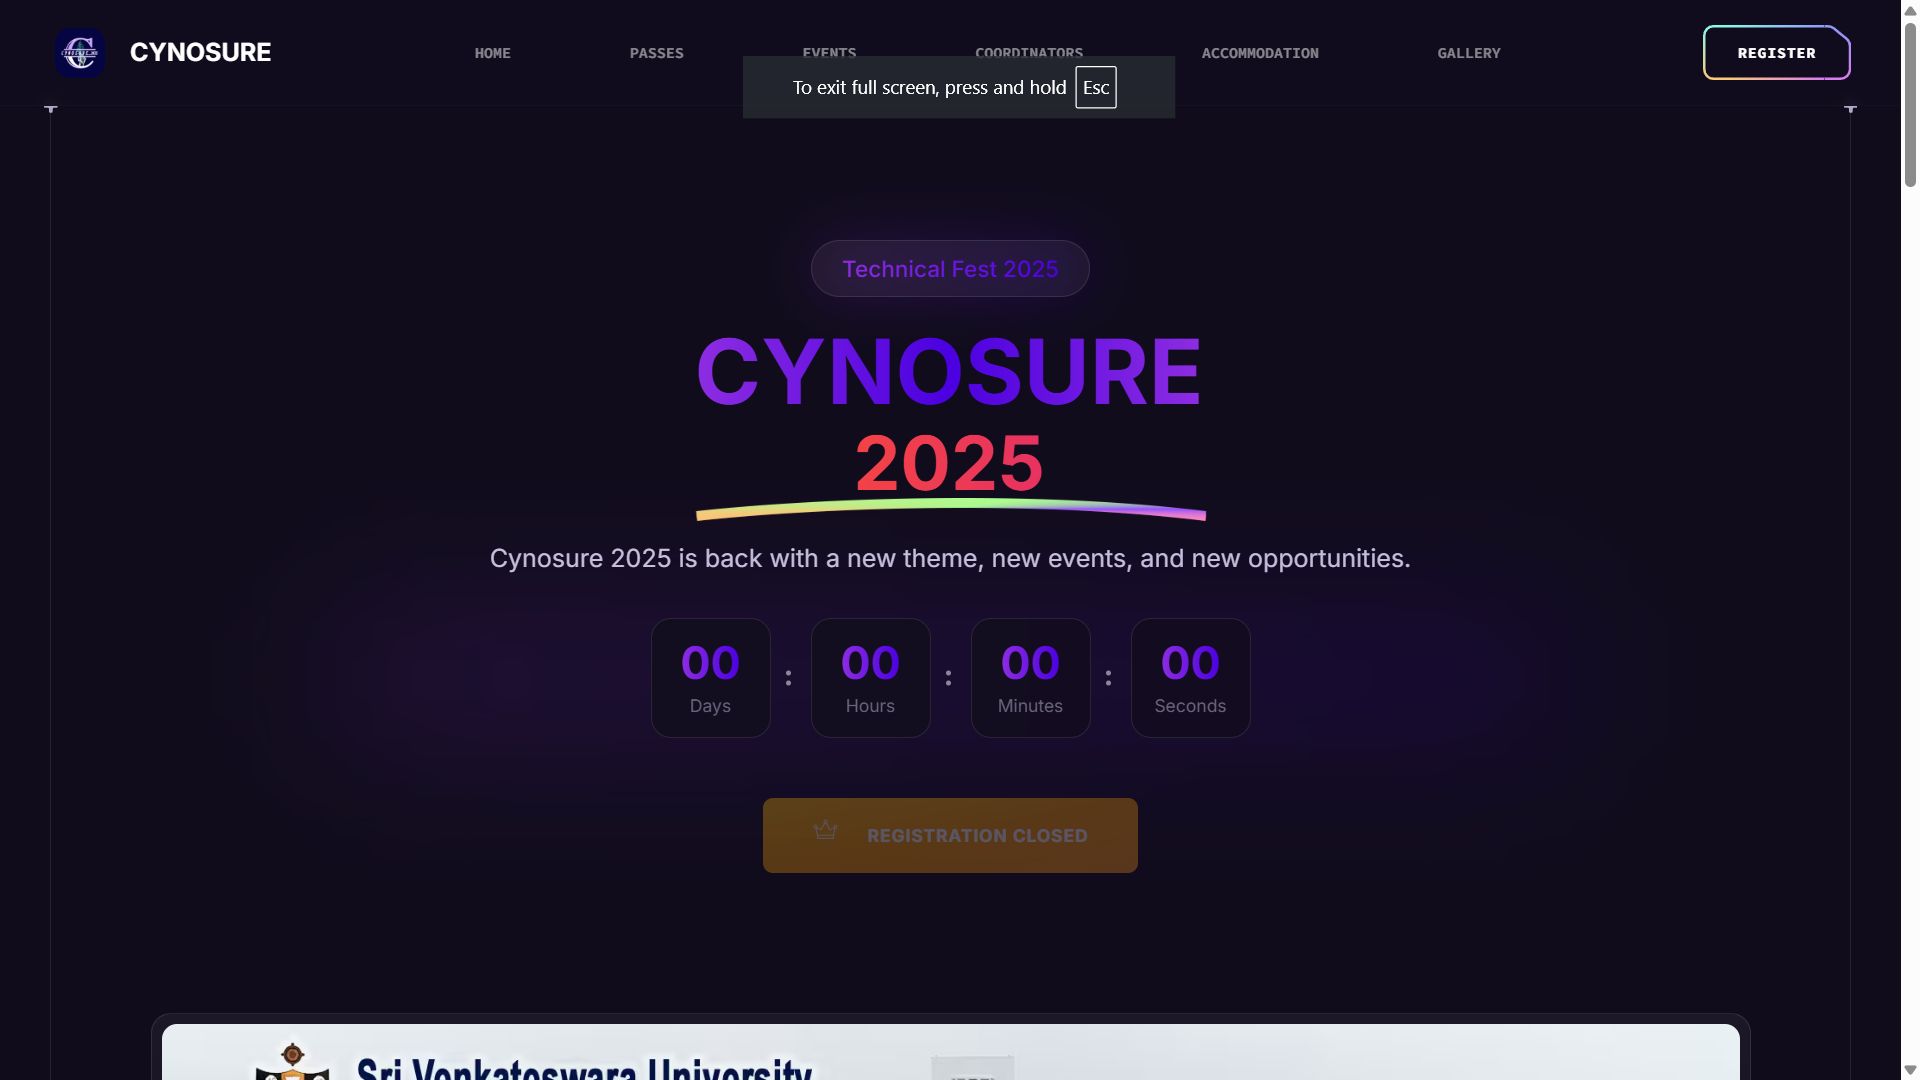 CYNOSURE
HOME
PASSES
EVENTS
COORDINATORS
ACCOMMODATION
GALLERY
REGISTER
To exit full screen, press and hold Esc
Technical Fest 2025
CYNOSURE
2025
Cynosure 2025 is back with a new theme, new events, and new opportunities.
00 : 00 : 00 : 00
Days Hours Minutes Seconds
REGISTRATION CLOSED
Sri Venkateswara University